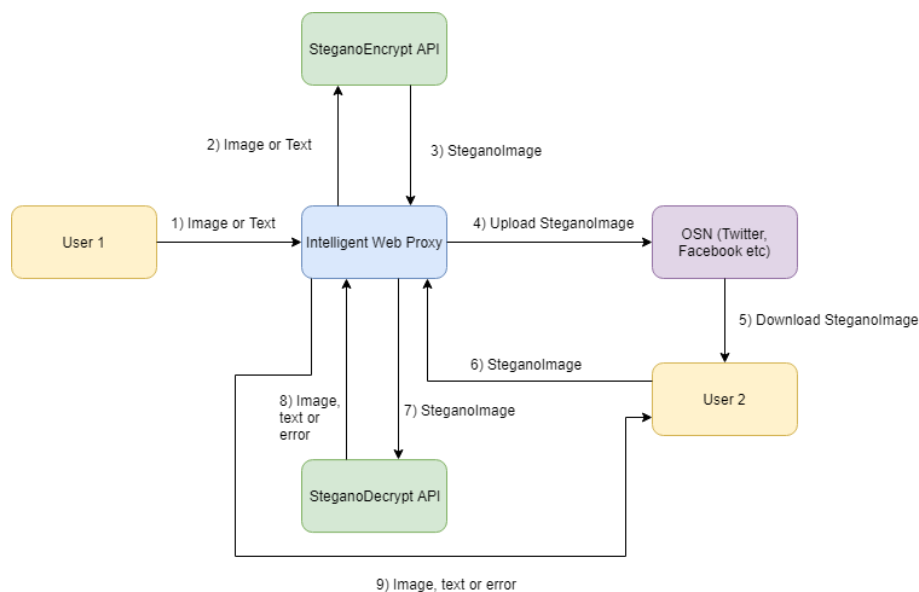 SteganoEncrypt API
2) Image or Text
3) SteganoImage
User 1
1) Image or Text
Intelligent Web Proxy
4) Upload SteganoImage
OSN (Twitter,
Facebook etc)
5) Download SteganoImage
6) SteganoImage
User 2
8) Image,
text or
error
7) SteganoImage
SteganoDecrypt API
9) Image, text or error